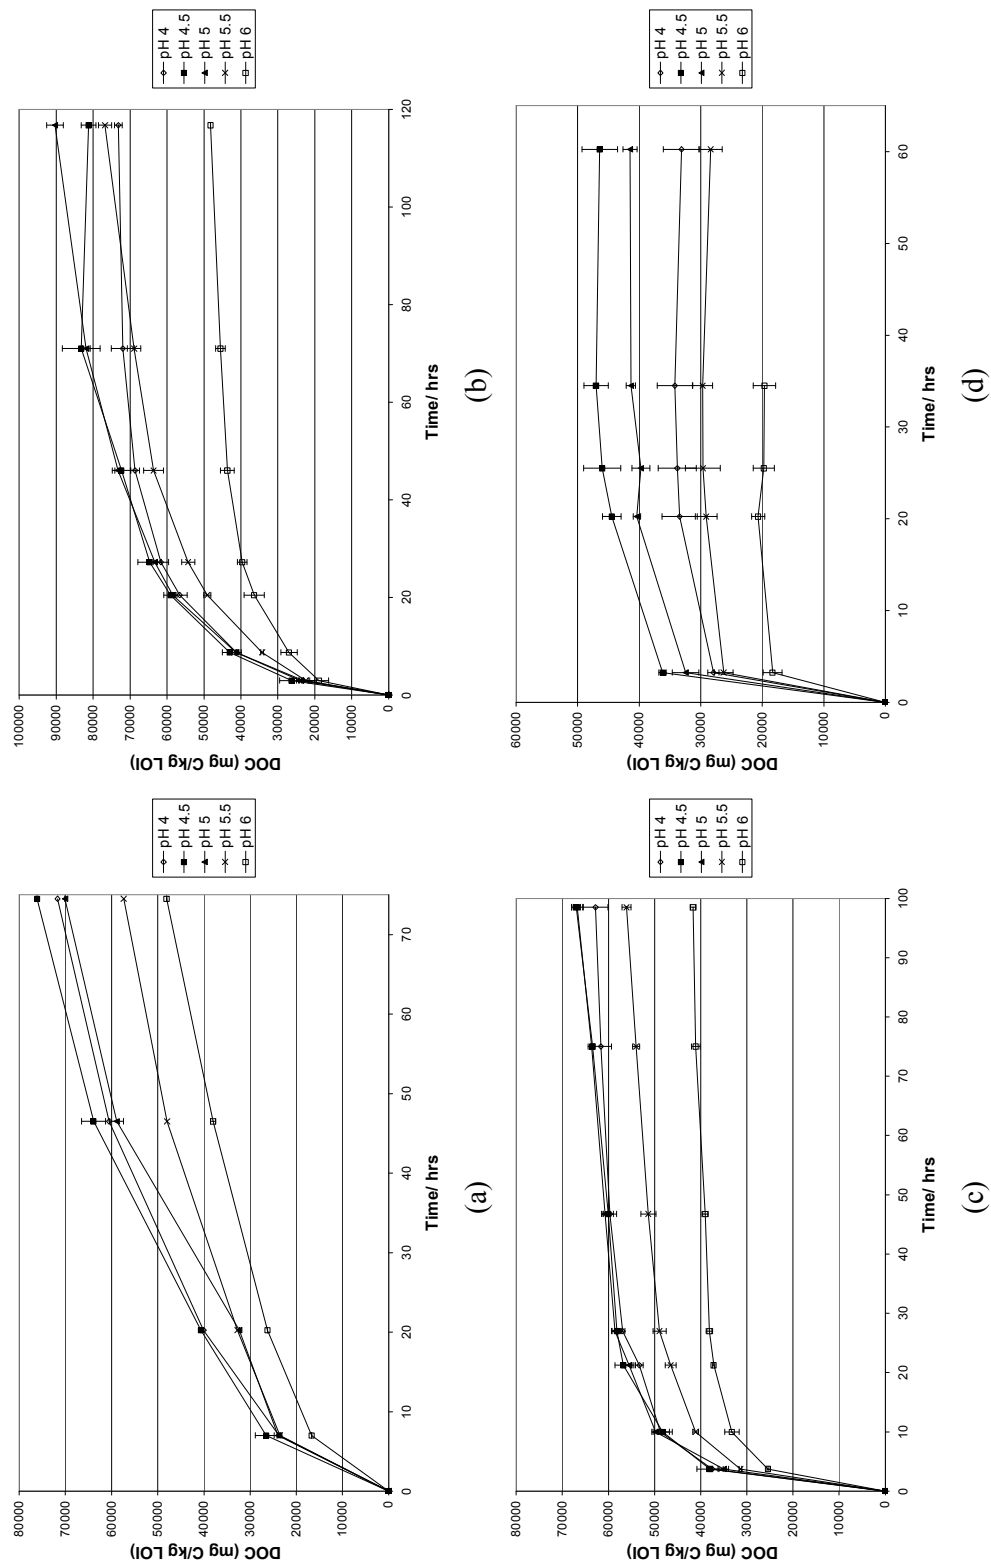 80000
70000
60000
50000
40000
30000
20000
10000
0
DOC (mg C/kg LOI)
0
10
20
30
40
50
60
70
Time/ hrs
pH 4
pH 4.5
pH 5
pH 5.5
pH 6
(a)
100000
90000
80000
70000
60000
50000
40000
30000
20000
10000
0
DOC (mg C/kg LOI)
0
20
40
60
80
100
120
Time/ hrs
pH 4
pH 4.5
pH 5
pH 5.5
pH 6
(b)
80000
70000
60000
50000
40000
30000
20000
10000
0
DOC (mg C/kg LOI)
0
10
20
30
40
50
60
70
80
90
100
Time/ hrs
pH 4
pH 4.5
pH 5
pH 5.5
pH 6
(c)
60000
50000
40000
30000
20000
10000
0
DOC (mg C/kg LOI)
0
10
20
30
40
50
60
Time/ hrs
pH 4
pH 4.5
pH 5
pH 5.5
pH 6
(d)